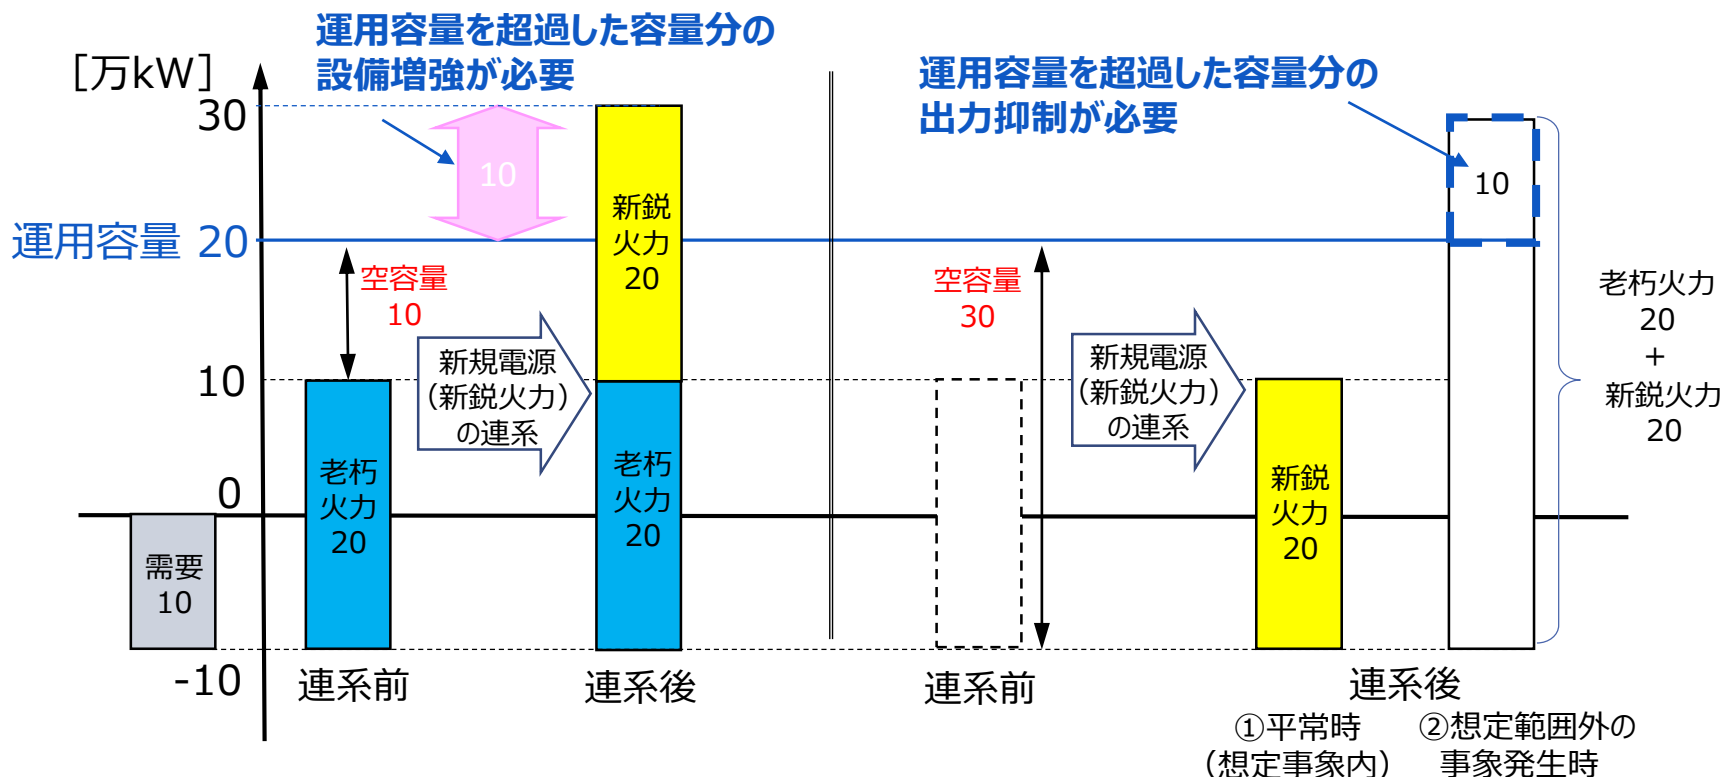 運用容量を超過した容量分の
設備増強が必要
運用容量を超過した容量分の
出力抑制が必要
[万kW]
30
運用容量 20
10
0
-10
需要
10
空容量
10
老朽
火力
20
連系前
新規電源
(新鋭火力)
の連系
10
新鋭
火力
20
老朽
火力
20
連系後
空容量
30
連系前
新規電源
(新鋭火力)
の連系
新鋭
火力
20
10
老朽火力
20
+
新鋭火力
20
連系後
①平常時
(想定事象内)
②想定範囲外の
事象発生時